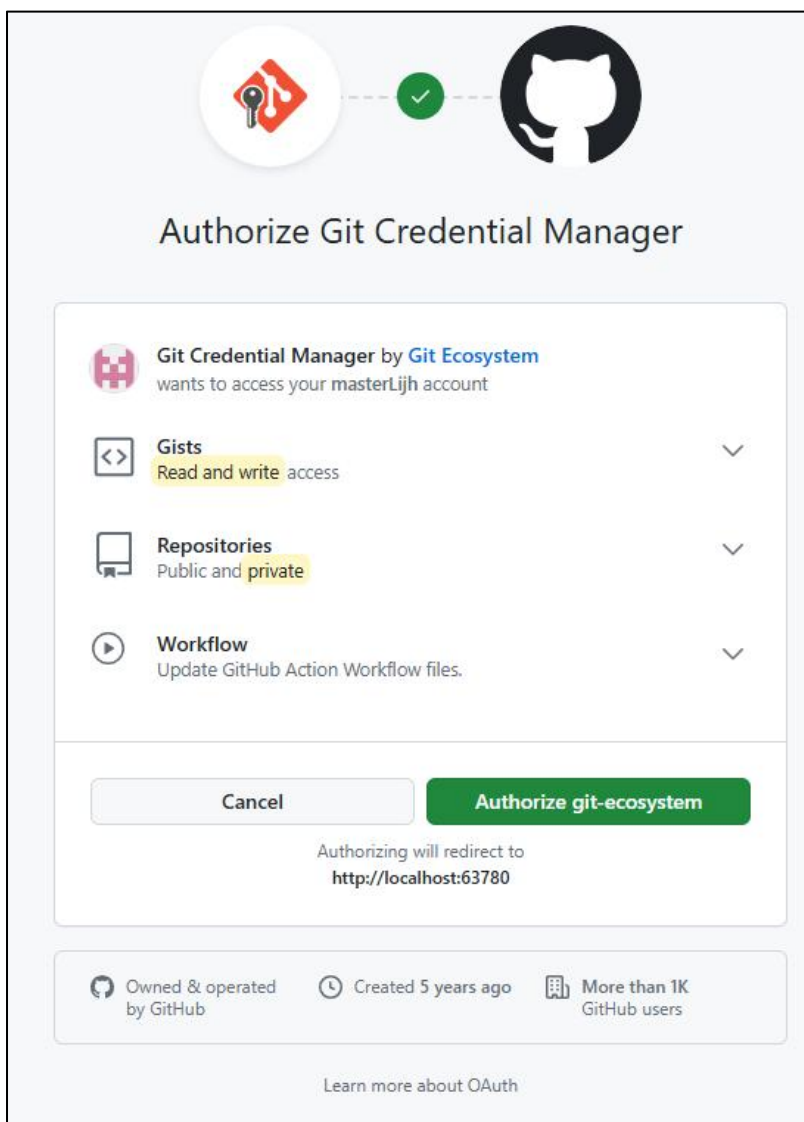 Authorize Git Credential Manager
Git Credential Manager by Git Ecosystem
wants to access your masterLijh account
Gists
Read and write access
Repositories
Public and private
Workflow
Update GitHub Action Workflow files.
Cancel
Authorize git-ecosystem
Authorizing will redirect to
http://localhost:63780
Owned & operated
by GitHub
Created 5 years ago
More than 1K
GitHub users
Learn more about OAuth